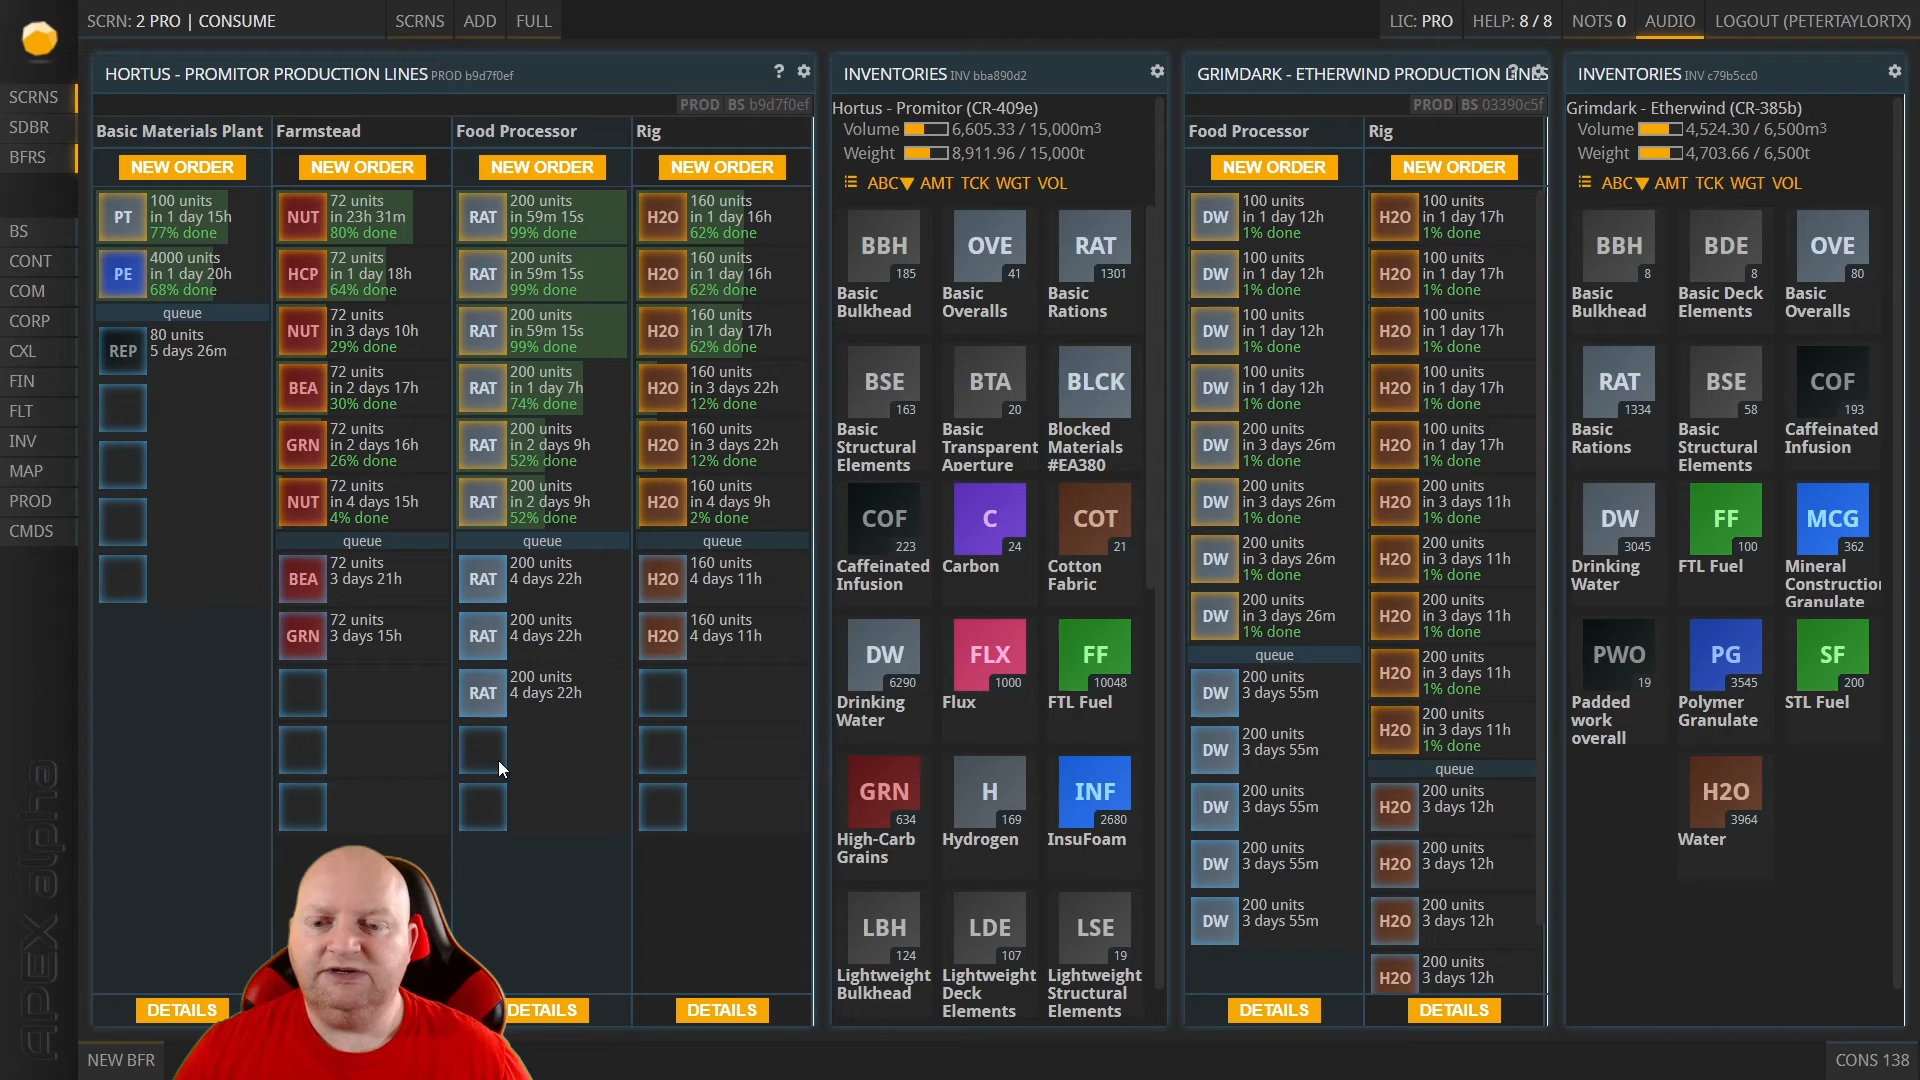 SCRN: 2 PRO | CONSUME
SCRNS
ADD
FULL
LIC: PRO
HELP: 8 / 8
NOTS 0
AUDIO
LOGOUT (PETERTAYLORTX)
SCRNS
SDBR
BFRS
BS
CONT
COM
CORP
CXL
FIN
FLT
INV
MAP
PROD
CMDS
APEX alpha
HORTUS - PROMITOR PRODUCTION LINES PROD b9d7f0ef
?
PROD BS b9d7f0ef
Basic Materials Plant
NEW ORDER
PT
100 units
in 1 day 15h
77% done
PE
4000 units
in 1 day 20h
68% done
queue
REP
80 units
5 days 26m
Farmstead
NEW ORDER
NUT
72 units
in 23h 31m
80% done
HCP
72 units
in 1 day 18h
64% done
NUT
72 units
in 3 days 10h
29% done
BEA
72 units
in 2 days 17h
30% done
GRN
72 units
in 2 days 16h
26% done
NUT
72 units
in 4 days 15h
4% done
queue
BEA
72 units
3 days 21h
GRN
72 units
3 days 15h
Food Processor
NEW ORDER
RAT
200 units
in 59m 15s
99% done
RAT
200 units
in 59m 15s
99% done
RAT
200 units
in 59m 15s
99% done
RAT
200 units
in 1 day 7h
74% done
RAT
200 units
in 2 days 9h
52% done
RAT
200 units
in 2 days 9h
52% done
queue
RAT
200 units
4 days 22h
RAT
200 units
4 days 22h
RAT
200 units
4 days 22h
Rig
NEW ORDER
H2O
160 units
in 1 day 16h
62% done
H2O
160 units
in 1 day 16h
62% done
H2O
160 units
in 1 day 17h
62% done
H2O
160 units
in 3 days 22h
12% done
H2O
160 units
in 3 days 22h
12% done
H2O
160 units
in 4 days 9h
2% done
queue
H2O
160 units
4 days 11h
H2O
160 units
4 days 11h
DETAILS
DETAILS
DETAILS
INVENTORIES INV bba890d2
Hortus - Promitor (CR-409e)
Volume 6,605.33 / 15,000m3
Weight 8,911.96 / 15,000t
ABC▼ AMT TCK WGT VOL
BBH
185
Basic
Bulkhead
OVE
41
Basic
Overalls
RAT
1301
Basic
Rations
BSE
163
Basic
Structural
Elements
BTA
20
Basic
Transparent
Aperture
BLCK
Blocked
Materials
#EA380
COF
223
Caffeinated
Infusion
C
24
Carbon
COT
21
Cotton
Fabric
DW
6290
Drinking
Water
FLX
1000
Flux
FF
10048
FTL Fuel
GRN
634
High-Carb
Grains
H
169
Hydrogen
INF
2680
InsuFoam
LBH
124
Lightweight
Bulkhead
LDE
107
Lightweight
Deck
Elements
LSE
19
Lightweight
Structural
Elements
GRIMDARK - ETHERWIND PRODUCTION LINES
PROD BS 03390c5f
Food Processor
NEW ORDER
DW
100 units
in 1 day 12h
1% done
DW
100 units
in 1 day 12h
1% done
DW
100 units
in 1 day 12h
1% done
DW
100 units
in 1 day 12h
1% done
DW
200 units
in 3 days 26m
1% done
DW
200 units
in 3 days 26m
1% done
DW
200 units
in 3 days 26m
1% done
DW
200 units
in 3 days 26m
1% done
queue
DW
200 units
3 days 55m
DW
200 units
3 days 55m
DW
200 units
3 days 55m
DW
200 units
3 days 55m
DW
200 units
3 days 55m
DETAILS
Rig
NEW ORDER
H2O
100 units
in 1 day 17h
1% done
H2O
100 units
in 1 day 17h
1% done
H2O
100 units
in 1 day 17h
1% done
H2O
100 units
in 1 day 17h
1% done
H2O
100 units
in 1 day 17h
1% done
H2O
200 units
in 3 days 11h
1% done
H2O
200 units
in 3 days 11h
1% done
H2O
200 units
in 3 days 11h
1% done
H2O
200 units
in 3 days 11h
1% done
H2O
200 units
in 3 days 11h
1% done
queue
H2O
200 units
3 days 12h
H2O
200 units
3 days 12h
H2O
200 units
3 days 12h
H2O
200 units
3 days 12h
DETAILS
INVENTORIES INV c79b5cc0
Grimdark - Etherwind (CR-385b)
Volume 4,524.30 / 6,500m3
Weight 4,703.66 / 6,500t
ABC▼ AMT TCK WGT VOL
BBH
8
Basic
Bulkhead
BDE
8
Basic Deck
Elements
OVE
80
Basic
Overalls
RAT
1334
Basic
Rations
BSE
58
Basic
Structural
Elements
COF
193
Caffeinated
Infusion
DW
3045
Drinking
Water
FF
100
FTL Fuel
MCG
362
Mineral
Constructio
Granulate
PWO
19
Padded
work
overall
PG
3545
Polymer
Granulate
SF
200
STL Fuel
H2O
3964
Water
NEW BFR
CONS 138